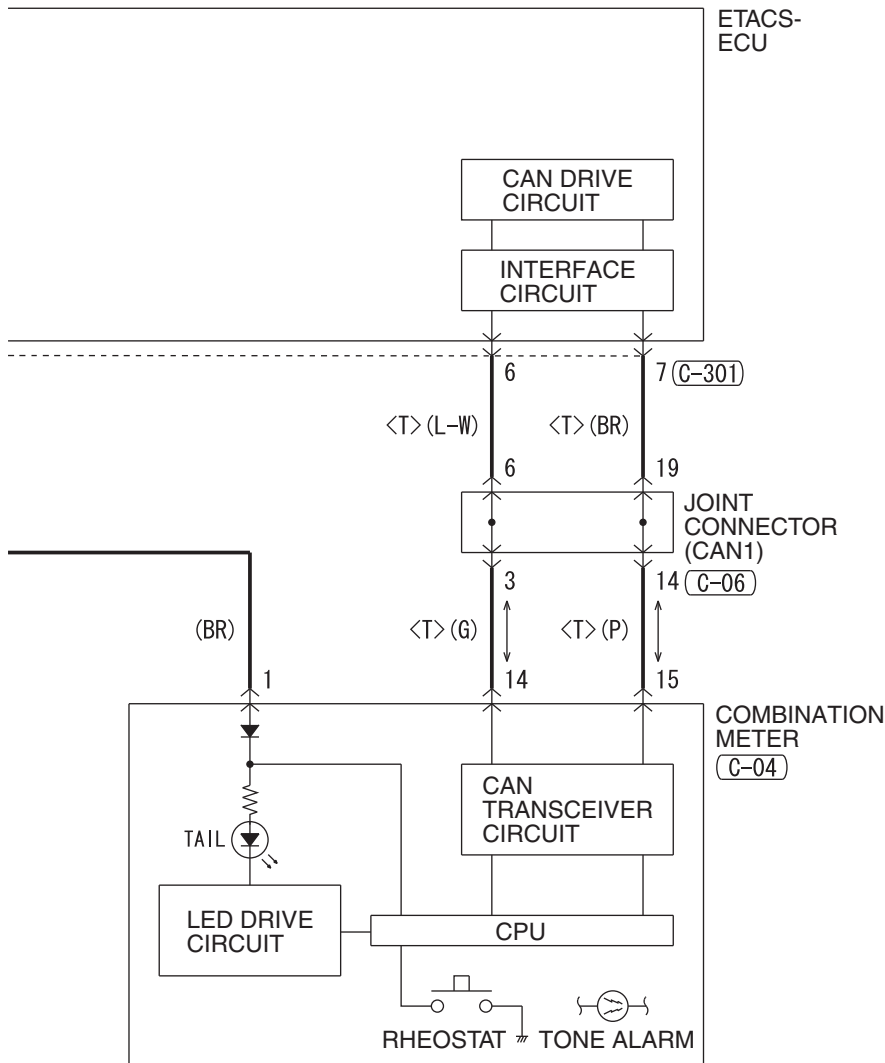 ETACS-
ECU
CAN DRIVE
CIRCUIT
INTERFACE
CIRCUIT
6
7 C-301
<T>(L-W)
<T>(BR)
6
19
JOINT
CONNECTOR
(CAN1)
3
14 C-06
(BR)
<T>(G)
<T>(P)
1
14
15
COMBINATION
METER
C-04
CAN
TRANSCEIVER
CIRCUIT
TAIL
LED DRIVE
CIRCUIT
CPU
RHEOSTAT
TONE ALARM